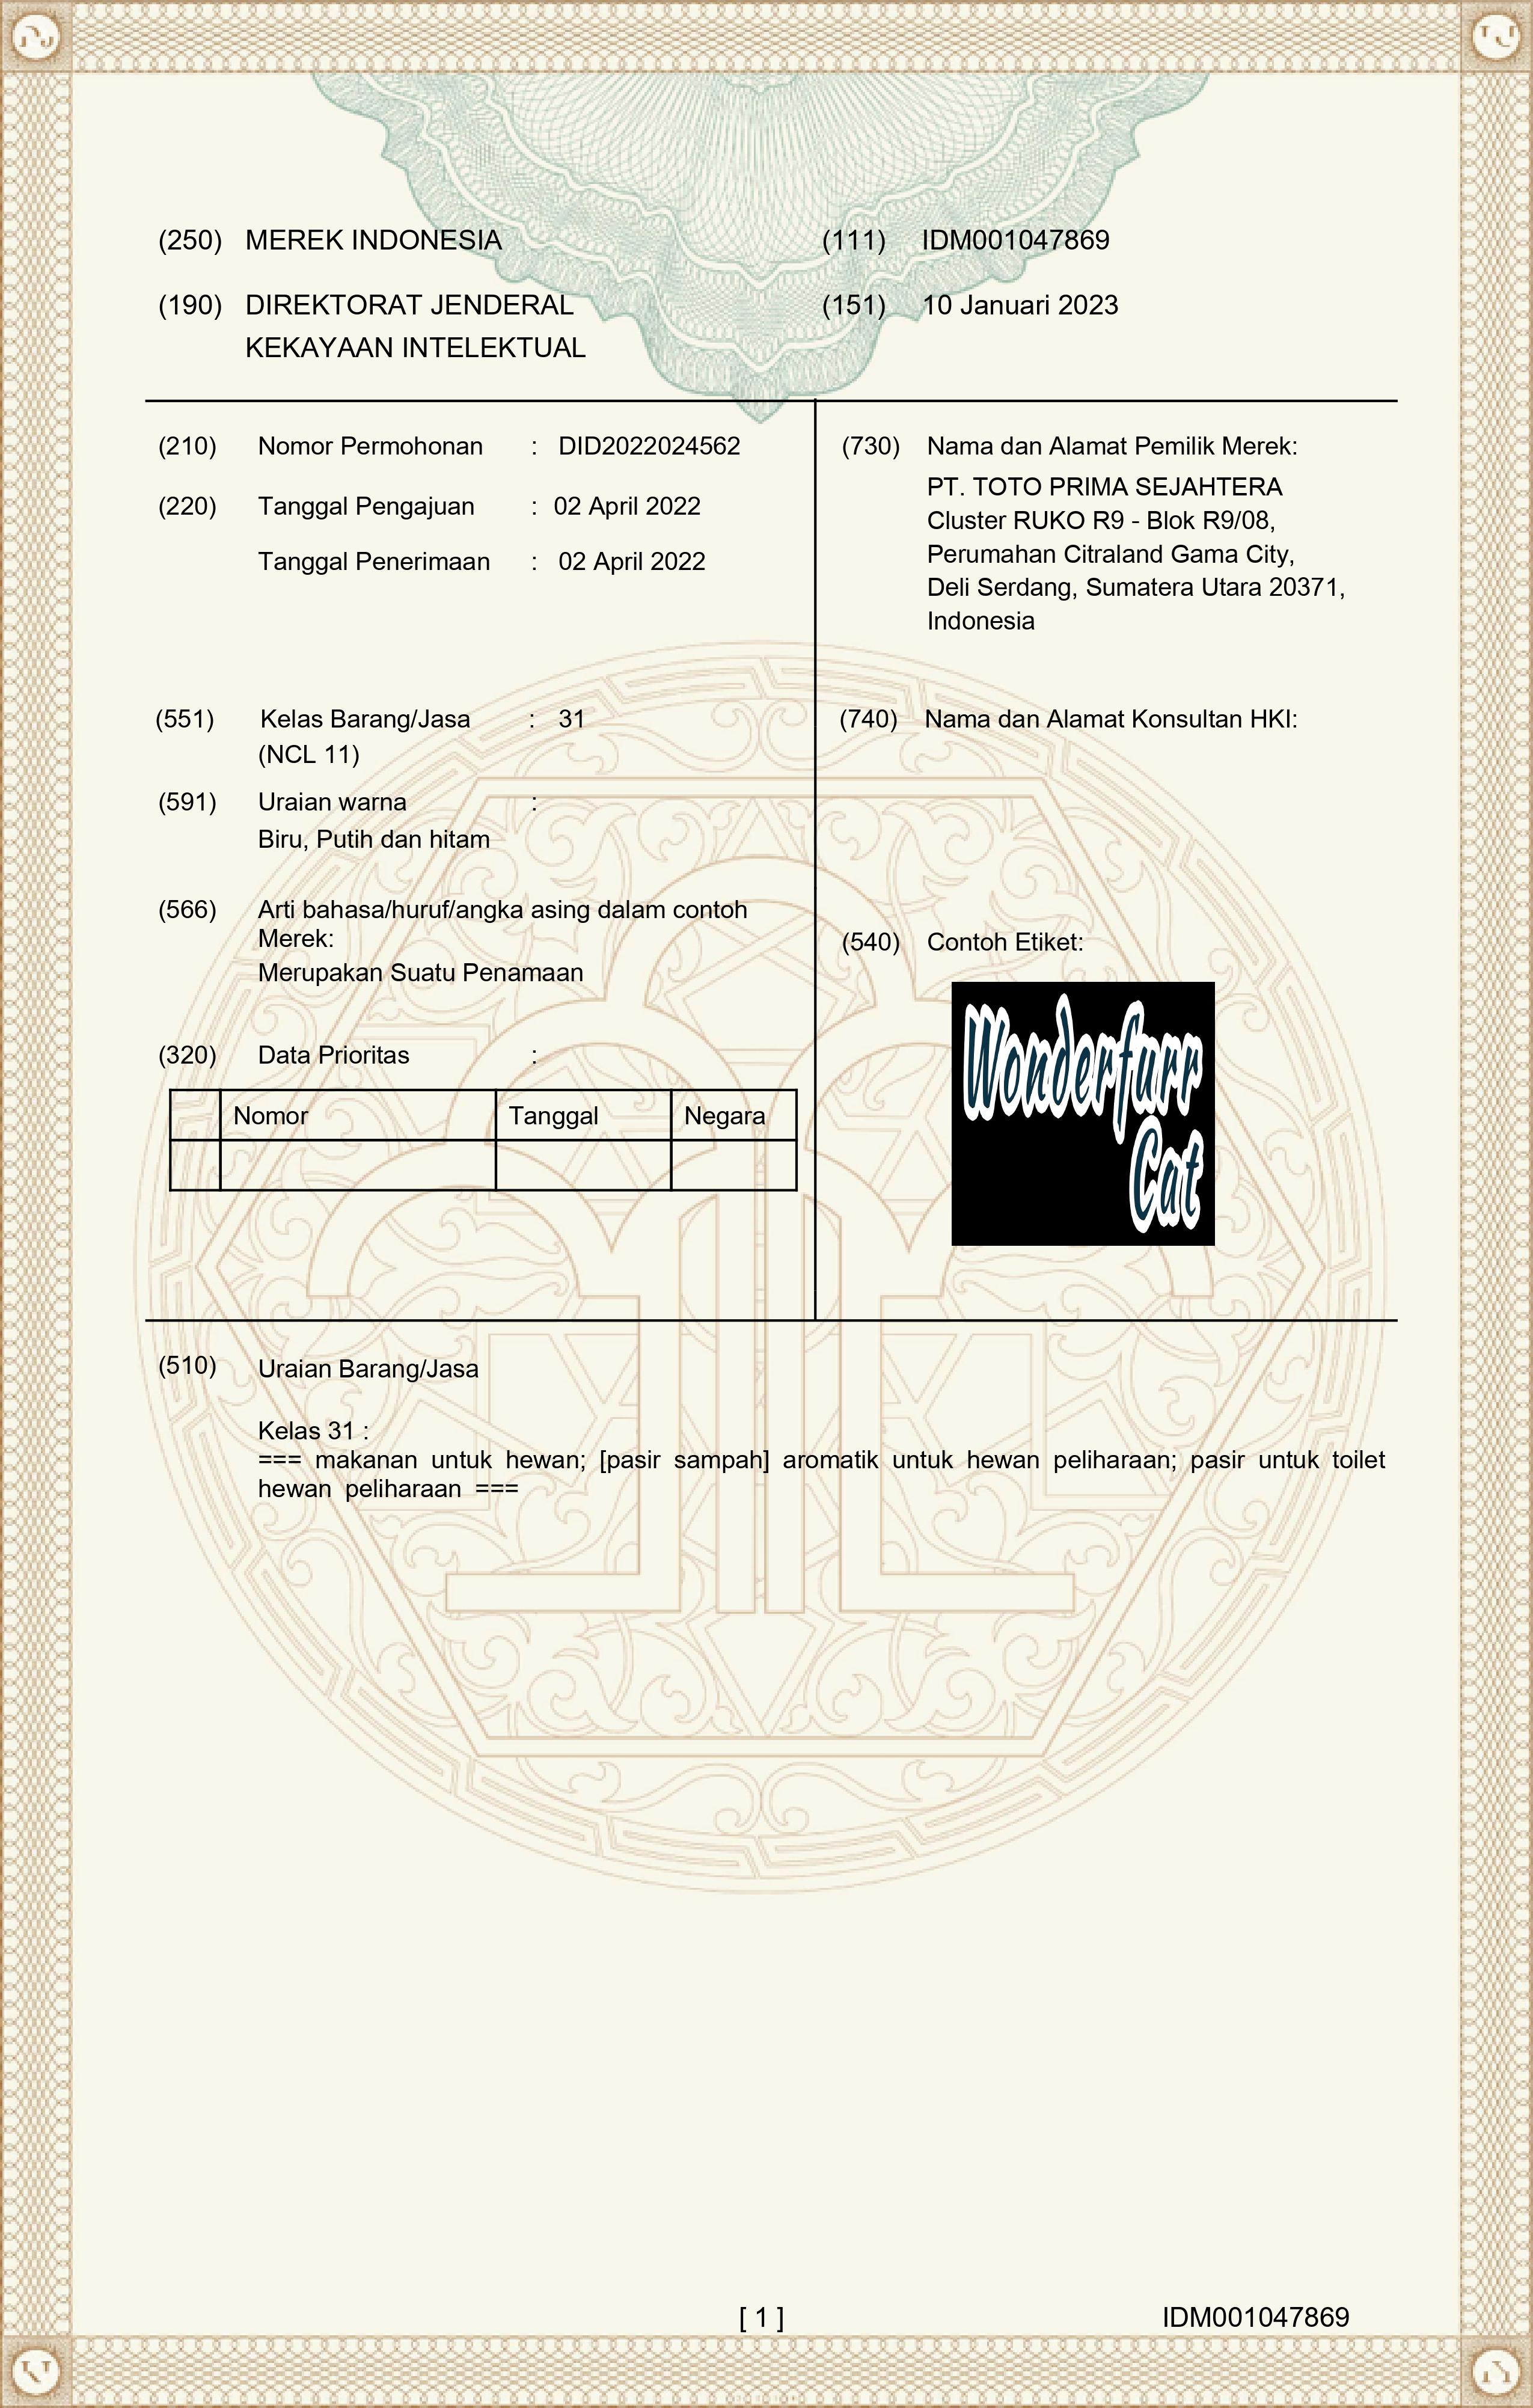 (250) MEREK INDONESIA
(111) IDM001047869
(190) DIREKTORAT JENDERAL
KEKAYAAN INTELEKTUAL
(151) 10 Januari 2023
(210) Nomor Permohonan : DID2022024562
(220) Tanggal Pengajuan : 02 April 2022
Tanggal Penerimaan : 02 April 2022
(730) Nama dan Alamat Pemilik Merek:
PT. TOTO PRIMA SEJAHTERA
Cluster RUKO R9 - Blok R9/08,
Perumahan Citraland Gama City,
Deli Serdang, Sumatera Utara 20371,
Indonesia
(551) Kelas Barang/Jasa : 31
(NCL 11)
(591) Uraian warna :
Biru, Putih dan hitam
(566) Arti bahasa/huruf/angka asing dalam contoh
Merek:
Merupakan Suatu Penamaan
(320) Data Prioritas :
Nomor Tanggal Negara
(740) Nama dan Alamat Konsultan HKI:
(540) Contoh Etiket:
Wonderfurr
Cat
(510) Uraian Barang/Jasa
Kelas 31 :
=== makanan untuk hewan; [pasir sampah] aromatik untuk hewan peliharaan; pasir untuk toilet
hewan peliharaan ===
[ 1 ]
IDM001047869